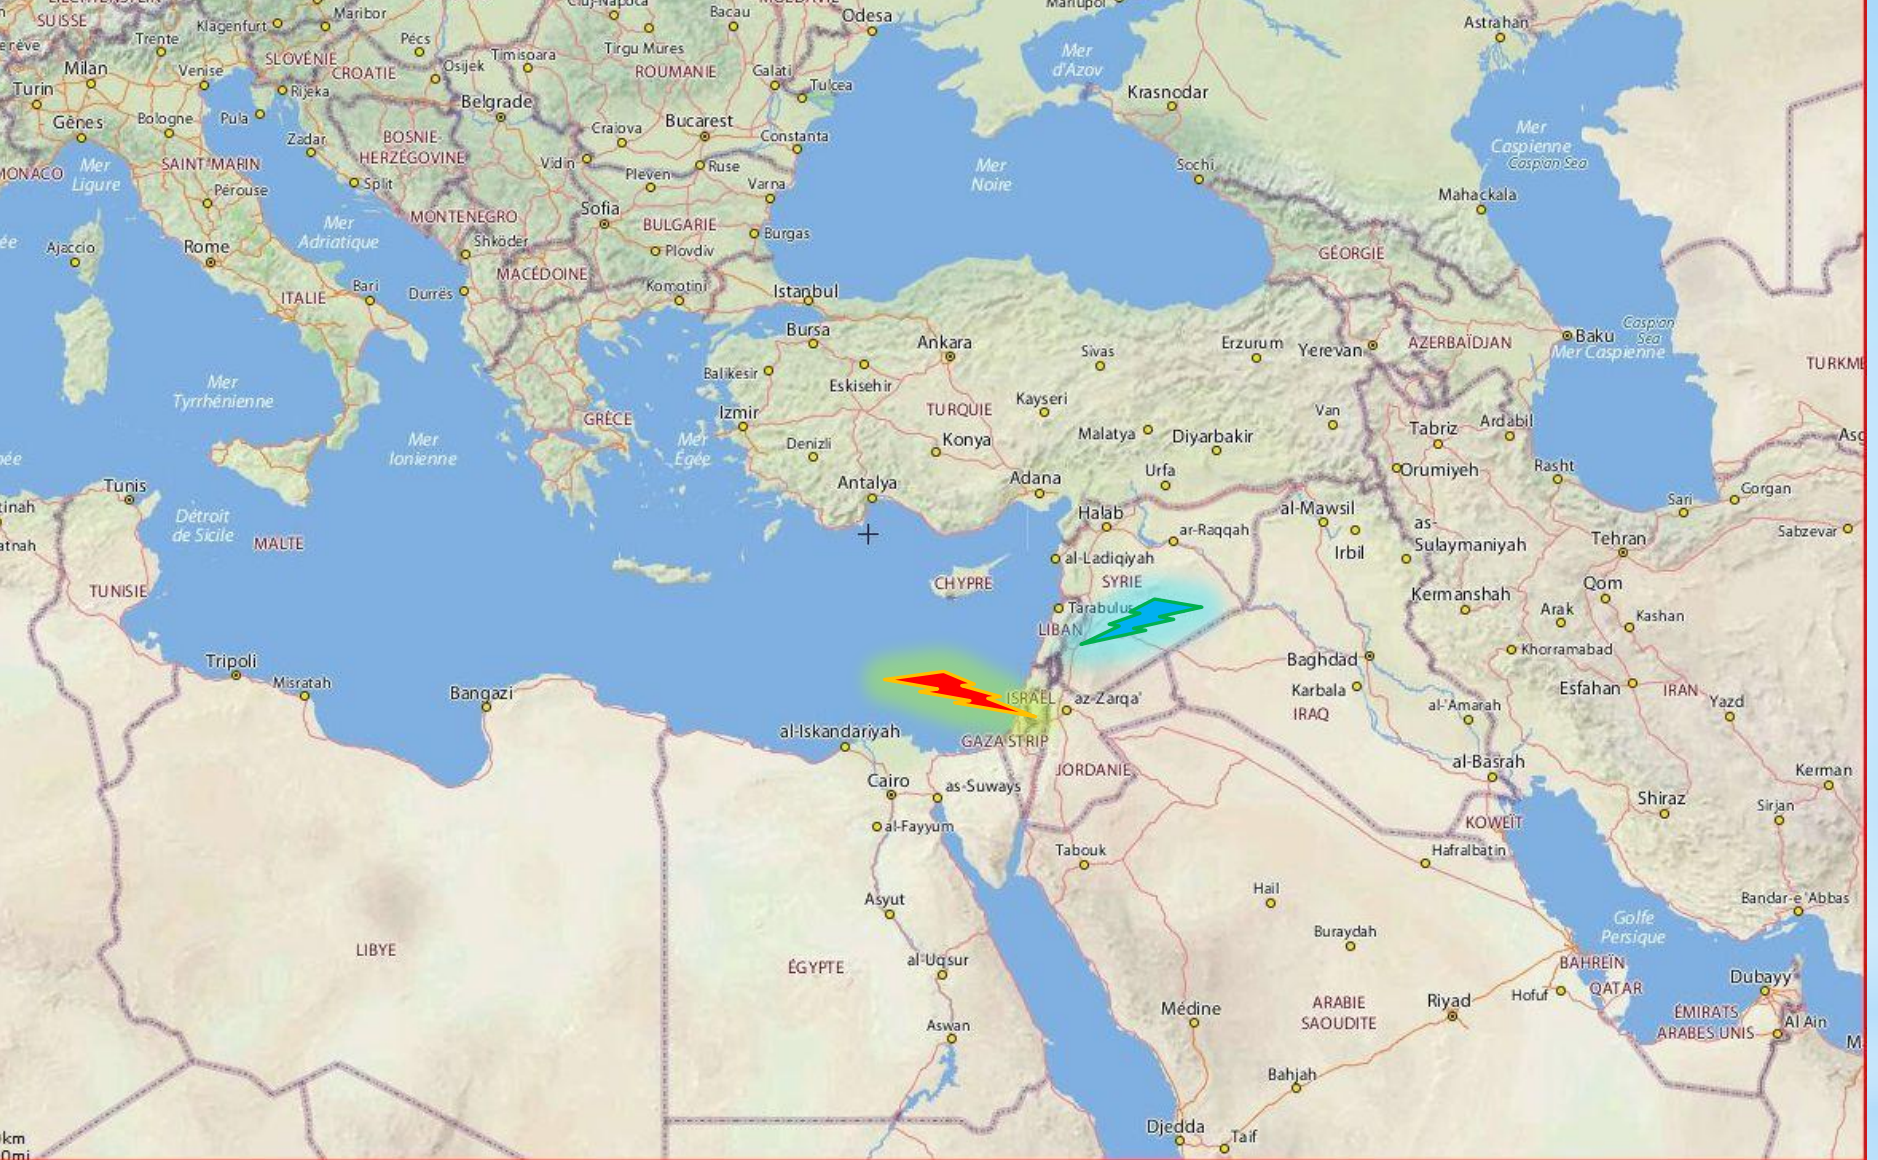 SUISSE
Klagenfurt
Maribor
Cluj-Napoca
Bacau
Odesa
Mariupol
Astrahan
Trente
Pécs
Timisoara
Tirgu Mures
Mer
d'Azov
Milan
Venise
SLOVÉNIE
CROATIE
Osijek
ROUMANIE
Galati
Tulcea
Turin
Rijeka
Belgrade
Krasnodar
Gênes
Bologne
Pula
Zadar
BOSNIE-
HERZÉGOVINE
Craiova
Bucarest
Constanta
Mer
Caspienne
Caspian Sea
MONACO
Mer
Ligure
SAINT-MARIN
Pérouse
Split
Vidin
Pleven
Ruse
Varna
Mer
Noire
Sochi
Mahackala
Ajaccio
Rome
Mer
Adriatique
MONTENEGRO
Shköder
Sofia
BULGARIE
Plovdiv
Burgas
GÉORGIE
ITALIE
Bari
Durrës
MACÉDOINE
Komotini
Istanbul
Bursa
Ankara
Sivas
Erzurum
Yerevan
AZERBAÏDJAN
Baku
Caspian
Sea
Mer Caspienne
TURKME
Mer
Tyrrhénienne
Balikesir
Eskisehir
Kayseri
Izmir
TURQUIE
Van
GRÈCE
Mer
Ionienne
Mer
Égée
Denizli
Konya
Malatya
Diyarbakir
Tabriz
Ardabil
Orumiyeh
Rasht
Tunis
Antalya
Adana
Urfa
Sari
Gorgan
Détroit
de Sicile
MALTE
Halab
ar-Raqqah
al-Mawsil
Irbil
as-
Sulaymaniyah
Tehran
Sabzevar
TUNISIE
CHYPRE
al-Ladiqiyah
SYRIE
Tarabulus
LIBAN
Kermanshah
Qom
Arak
Kashan
Khorramabad
Tripoli
Misratah
Bangazi
ISRAËL
az-Zarqa'
Baghdad
Karbala
IRAQ
al-'Amarah
Esfahan
IRAN
Yazd
al-Iskandariyah
GAZA STRIP
JORDANIE
al-Basrah
Kerman
Cairo
as-Suways
al-Fayyum
KOWEÏT
Shiraz
Sirjan
Tabouk
Hafralbatin
Asyut
Hail
Bandar-e 'Abbas
LIBYE
ÉGYPTE
al-Uqsur
Buraydah
Golfe
Persique
BAHREÏN
QATAR
Dubayy
Aswan
Médine
ARABIE
SAOUDITE
Riyad
Hofuf
ÉMIRATS
ARABES UNIS
Al Ain
Bahjah
Djedda
Taif
km